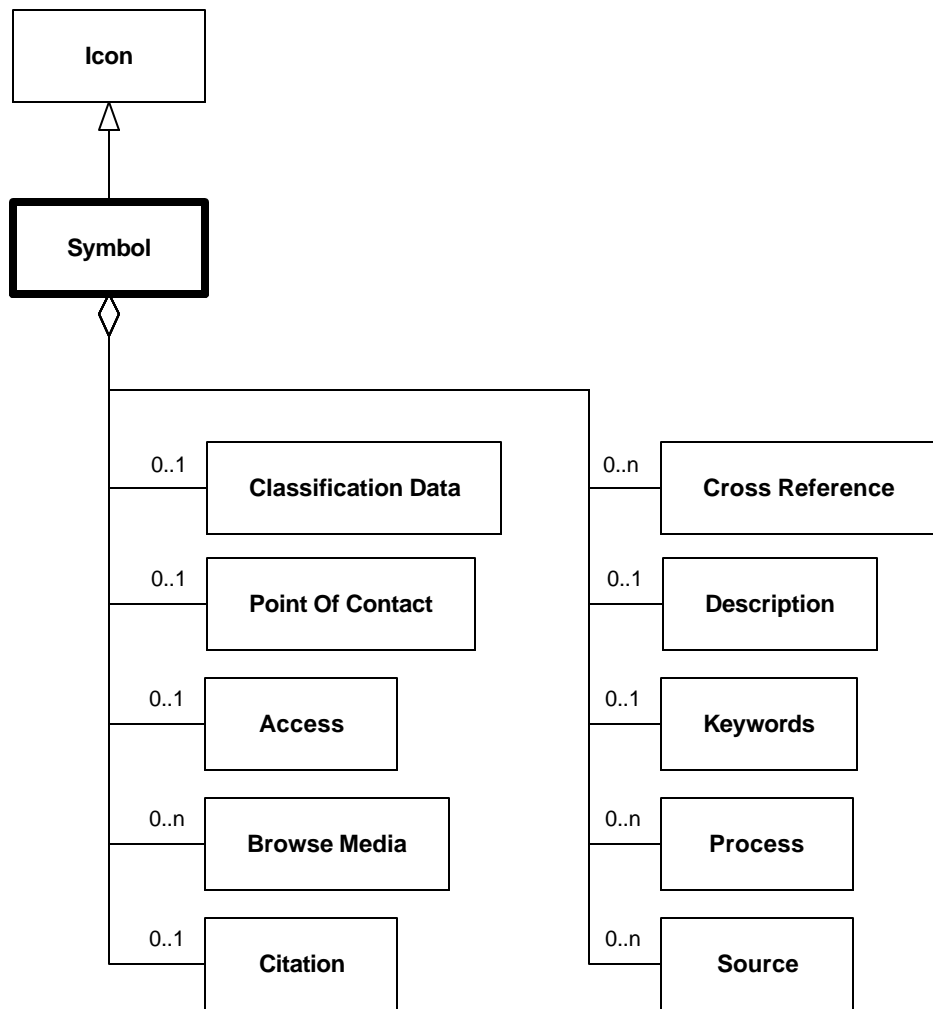 Icon
Symbol
0..1
Classification Data
0..1
Point Of Contact
0..1
Access
0..n
Browse Media
0..1
Citation
0..n
Cross Reference
0..1
Description
0..1
Keywords
0..n
Process
0..n
Source